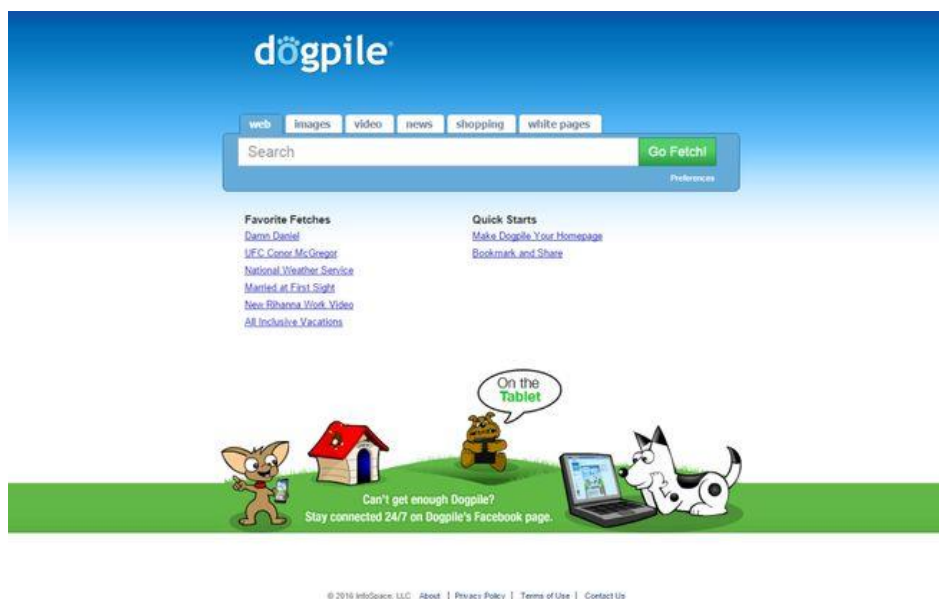 dogpile
web images video news shopping white pages
Search Go Fetch!
Preferences
Favorite Fetches
Damn Daniel
UFC Conor McGregor
National Weather Service
Married at First Sight
New Rihanna Work Video
All Inclusive Vacations
Quick Starts
Make Dogpile Your Homepage
Bookmark and Share
On the
Tablet
Can't get enough Dogpile?
Stay connected 24/7 on Dogpile's Facebook page.
© 2016 InfoSpace, LLC About | Privacy Policy | Terms of Use | Contact Us